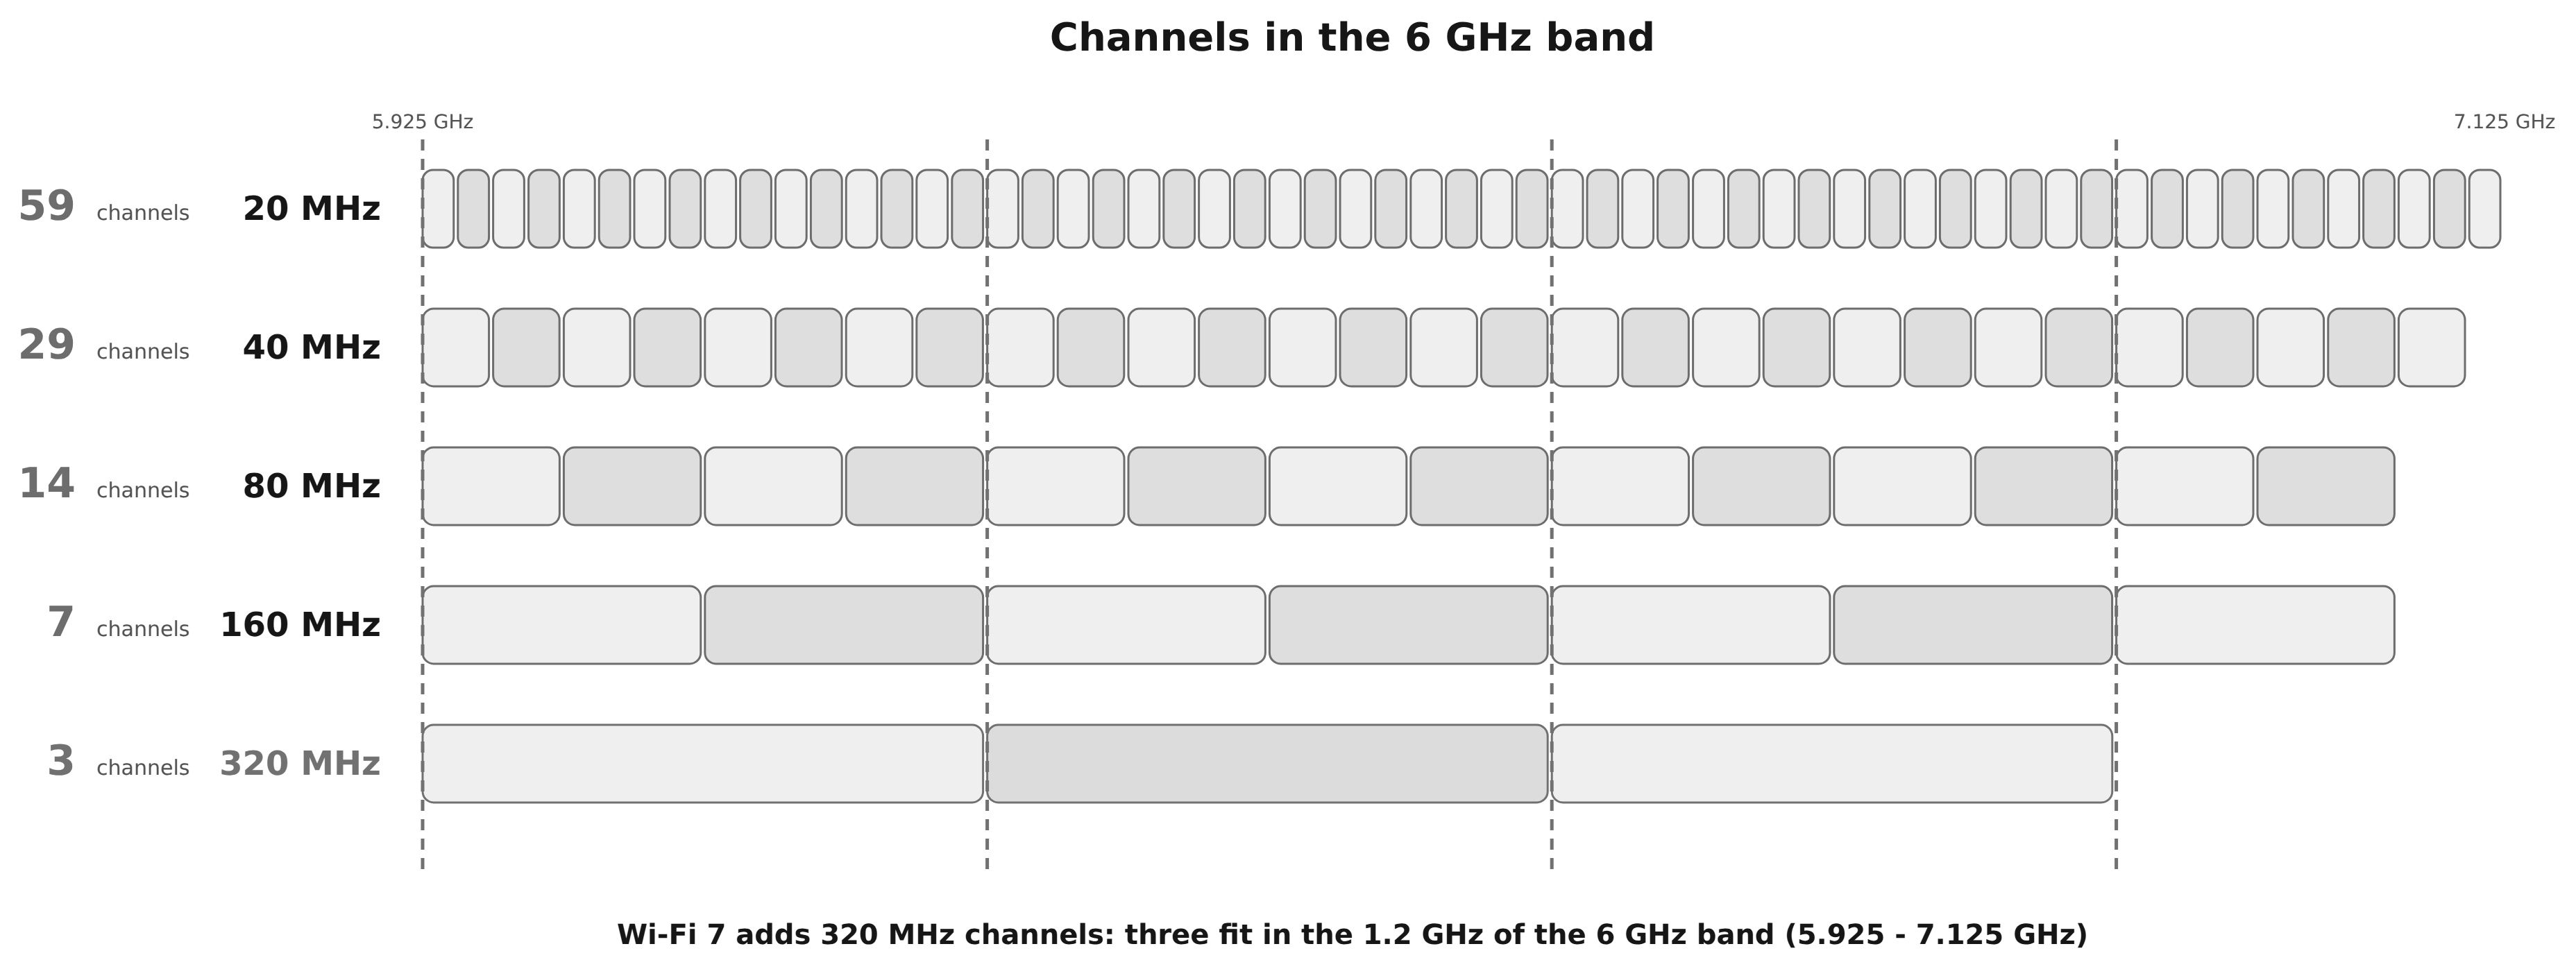 Channels in the 6 GHz band
5.925 GHz
7.125 GHz
59 channels 20 MHz
29 channels 40 MHz
14 channels 80 MHz
7 channels 160 MHz
3 channels 320 MHz
Wi-Fi 7 adds 320 MHz channels: three fit in the 1.2 GHz of the 6 GHz band (5.925 - 7.125 GHz)